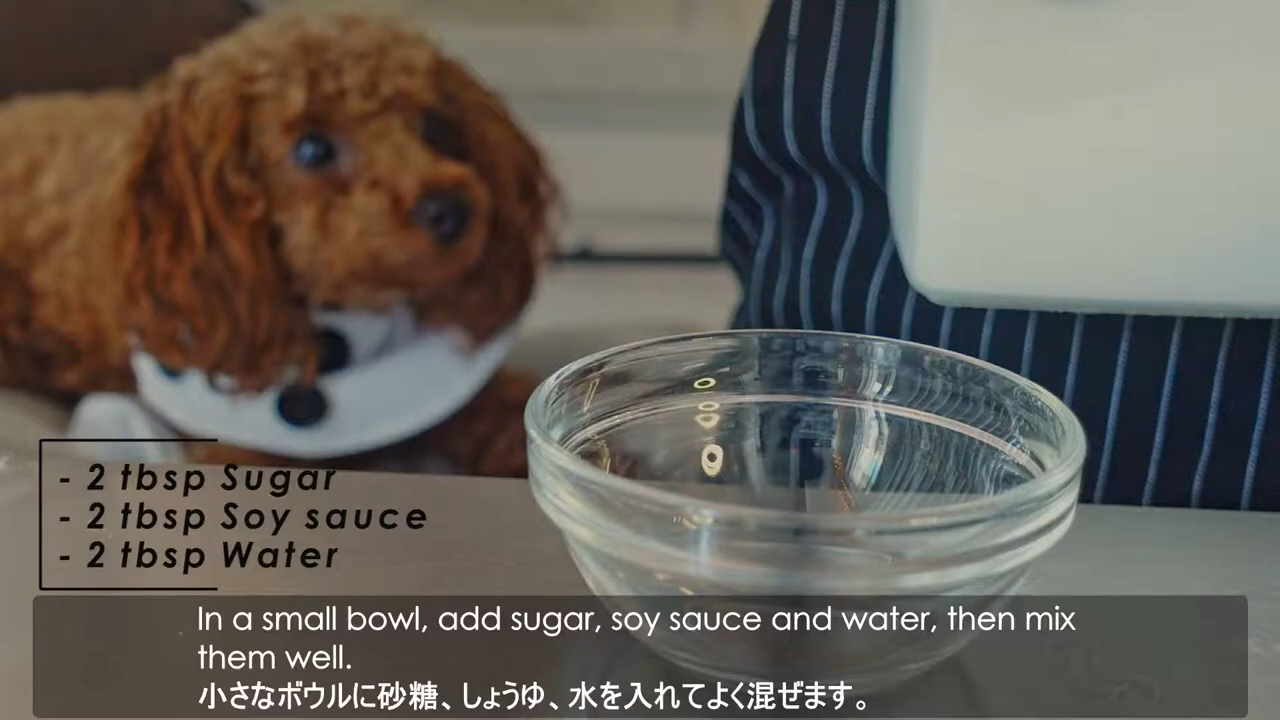 - 2 tbsp Sugar
- 2 tbsp Soy sauce
- 2 tbsp Water
In a small bowl, add sugar, soy sauce and water, then mix
them well.
小さなボウルに砂糖、しょうゆ、水を入れてよく混ぜます。